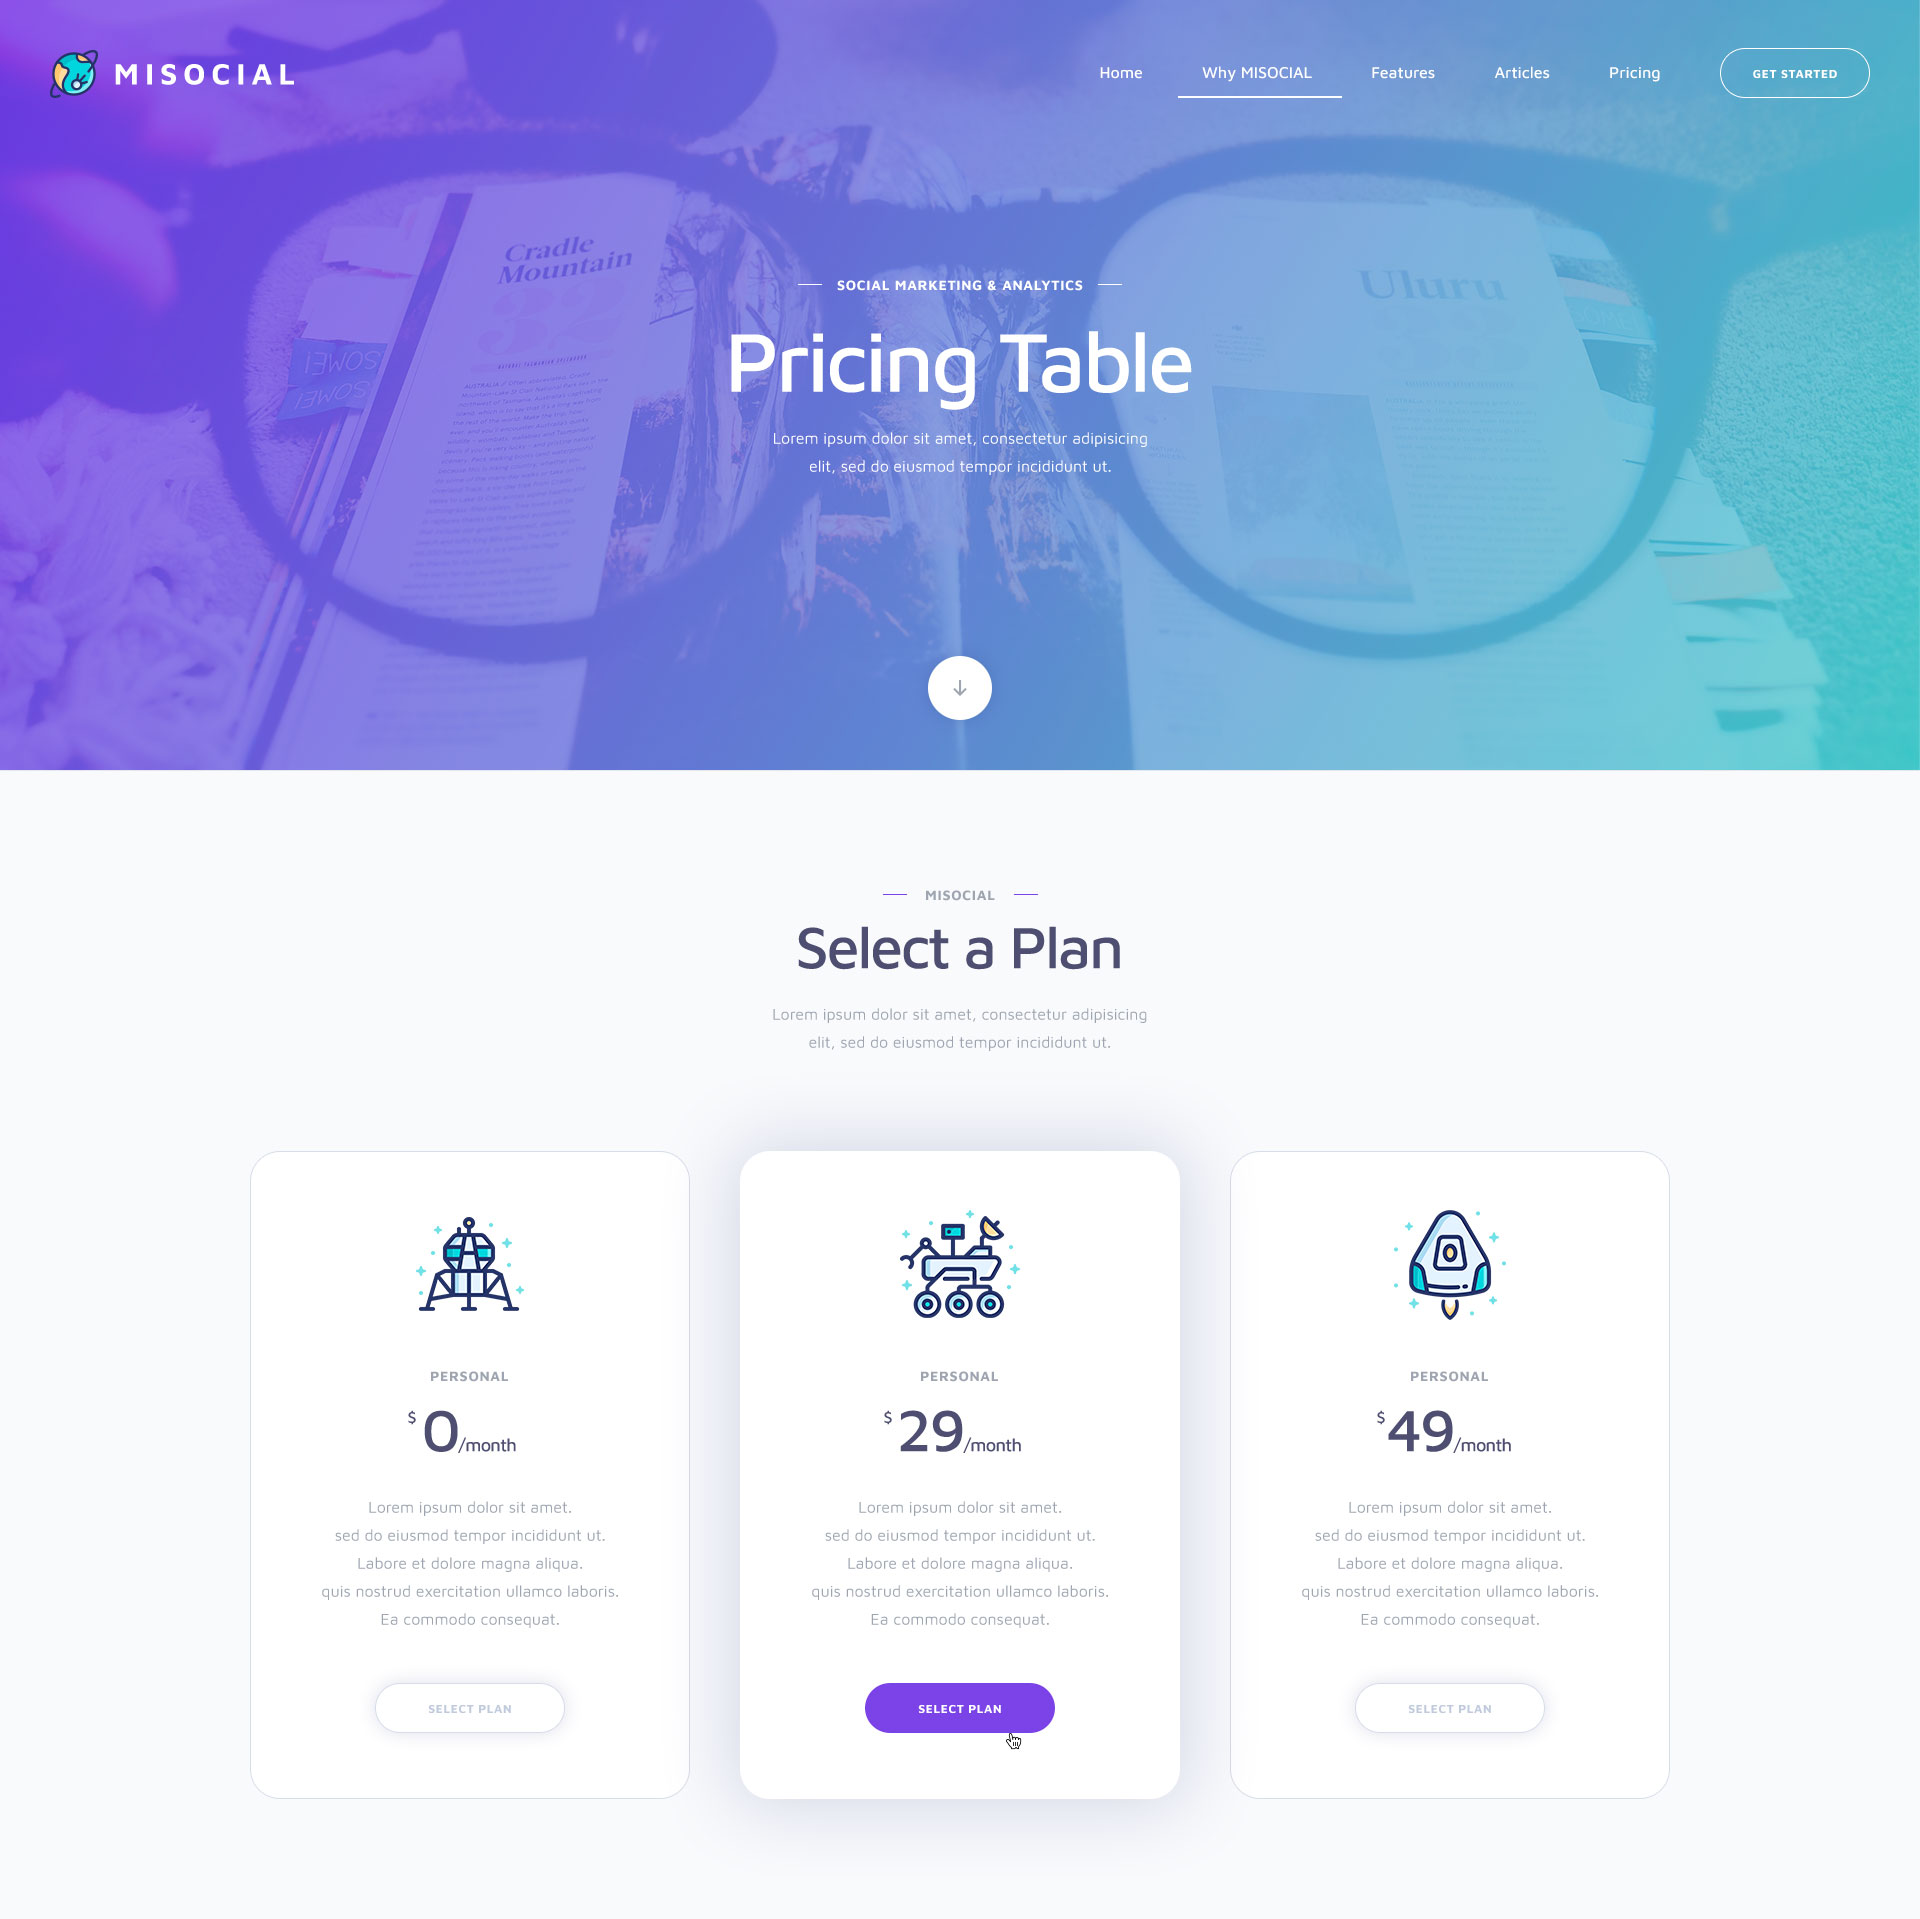 MISOCIAL
Home
Why MISOCIAL
Features
Articles
Pricing
GET STARTED
Cradle
Mountain
32
Uluru
SOMEI
SOMEI
SOCIAL MARKETING & ANALYTICS
Pricing Table
Lorem ipsum dolor sit amet, consectetur adipisicing
elit, sed do eiusmod tempor incididunt ut.
MISOCIAL
Select a Plan
Lorem ipsum dolor sit amet, consectetur adipisicing
elit, sed do eiusmod tempor incididunt ut.
PERSONAL
$ 0/month
Lorem ipsum dolor sit amet.
sed do eiusmod tempor incididunt ut.
Labore et dolore magna aliqua.
quis nostrud exercitation ullamco laboris.
Ea commodo consequat.
SELECT PLAN
PERSONAL
$ 29/month
Lorem ipsum dolor sit amet.
sed do eiusmod tempor incididunt ut.
Labore et dolore magna aliqua.
quis nostrud exercitation ullamco laboris.
Ea commodo consequat.
SELECT PLAN
PERSONAL
$49/month
Lorem ipsum dolor sit amet.
sed do eiusmod tempor incididunt ut.
Labore et dolore magna aliqua.
quis nostrud exercitation ullamco laboris.
Ea commodo consequat.
SELECT PLAN